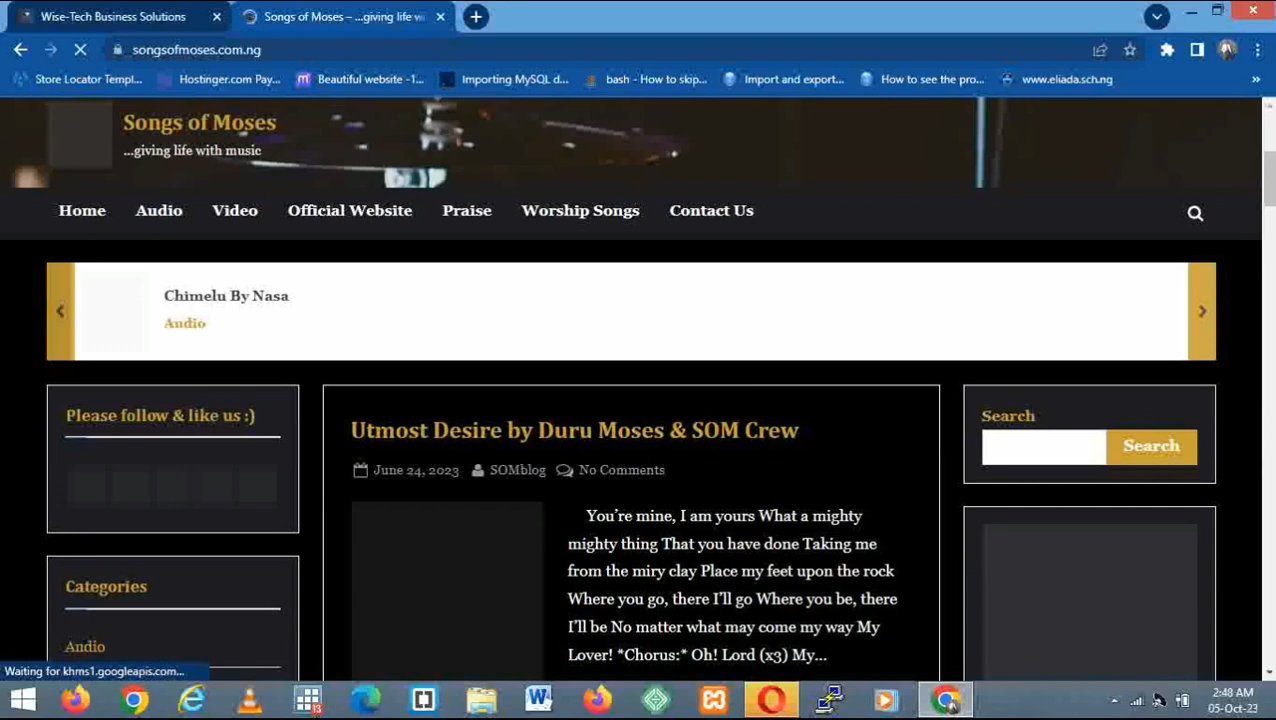 Wise-Tech Business Solutions
Songs of Moses – ...giving life w
songsofmoses.com.ng
Store Locator Templ...
Hostinger.com Pay...
Beautiful website -1...
Importing MySQL d...
bash - How to skip...
Import and export...
How to see the pro...
www.eliada.sch.ng
Songs of Moses
...giving life with music
Home Audio Video Official Website Praise Worship Songs Contact Us
Chimelu By Nasa
Audio
Please follow & like us :)
Categories
Audio
Utmost Desire by Duru Moses & SOM Crew
June 24, 2023 SOMblog No Comments
You're mine, I am yours What a mighty
mighty thing That you have done Taking me
from the miry clay Place my feet upon the rock
Where you go, there I'll go Where you be, there
I'll be No matter what may come my way My
Lover! *Chorus:* Oh! Lord (x3) My...
Search
Search
Waiting for khms1.googleapis.com...
13
2:48 AM
05-Oct-23